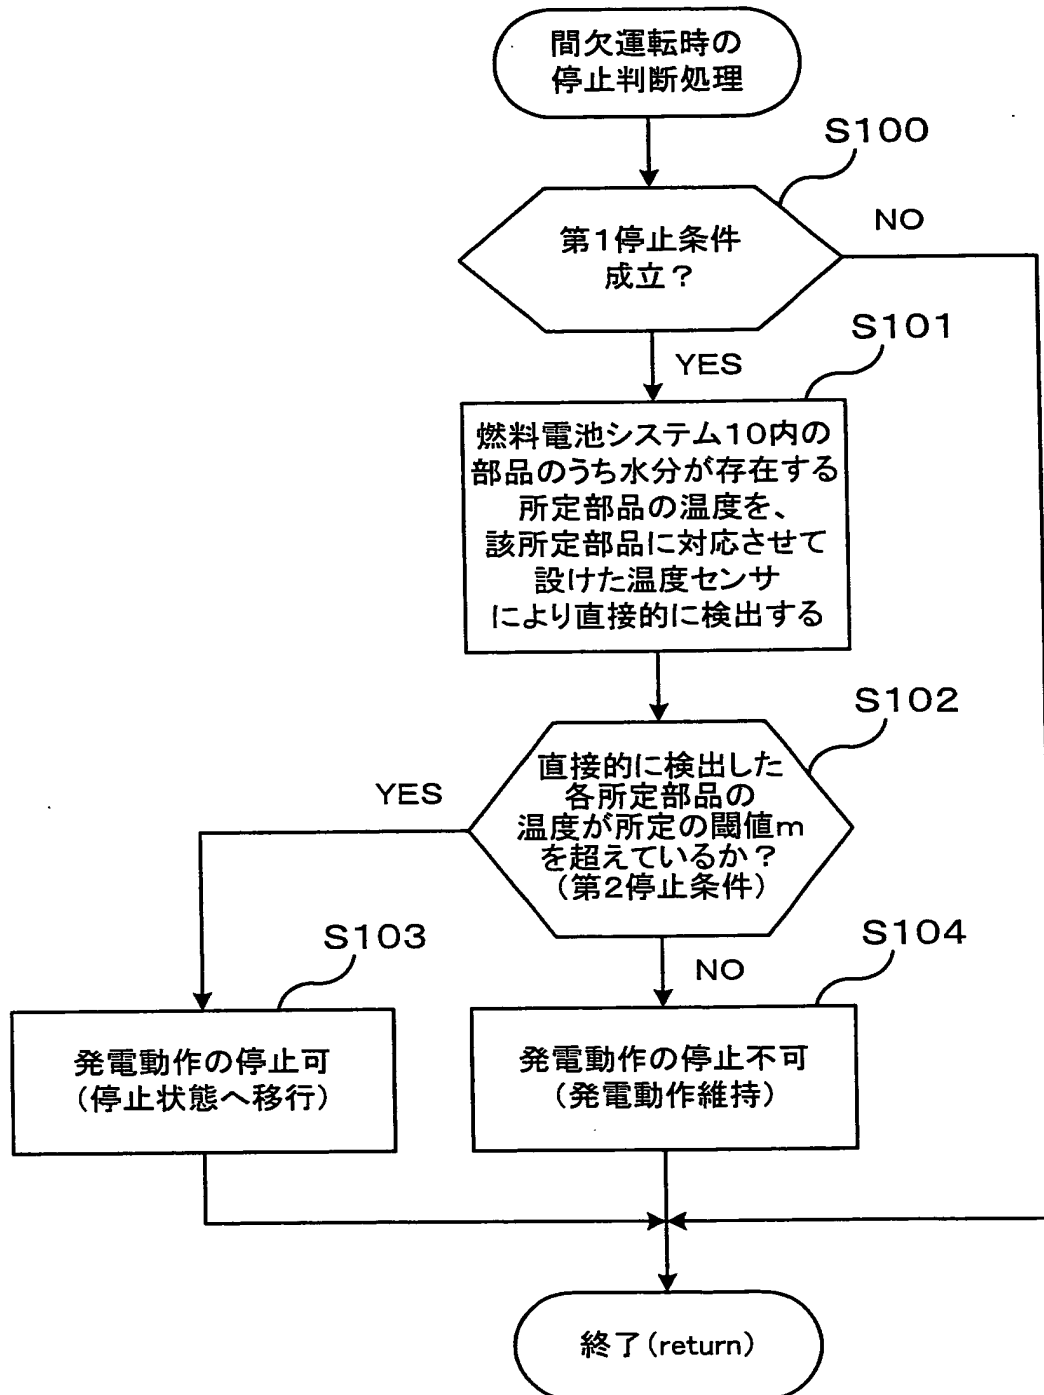 間欠運転時の
停止判断処理
S100
第1停止条件
成立？
NO
YES
S101
燃料電池システム10内の
部品のうち水分が存在する
所定部品の温度を、
該所定部品に対応させて
設けた温度センサ
により直接的に検出する
S102
直接的に検出した
各所定部品の
温度が所定の閾値m
を超えているか？
(第2停止条件)
YES
NO
S103
発電動作の停止可
(停止状態へ移行)
S104
発電動作の停止不可
(発電動作維持)
終了(return)